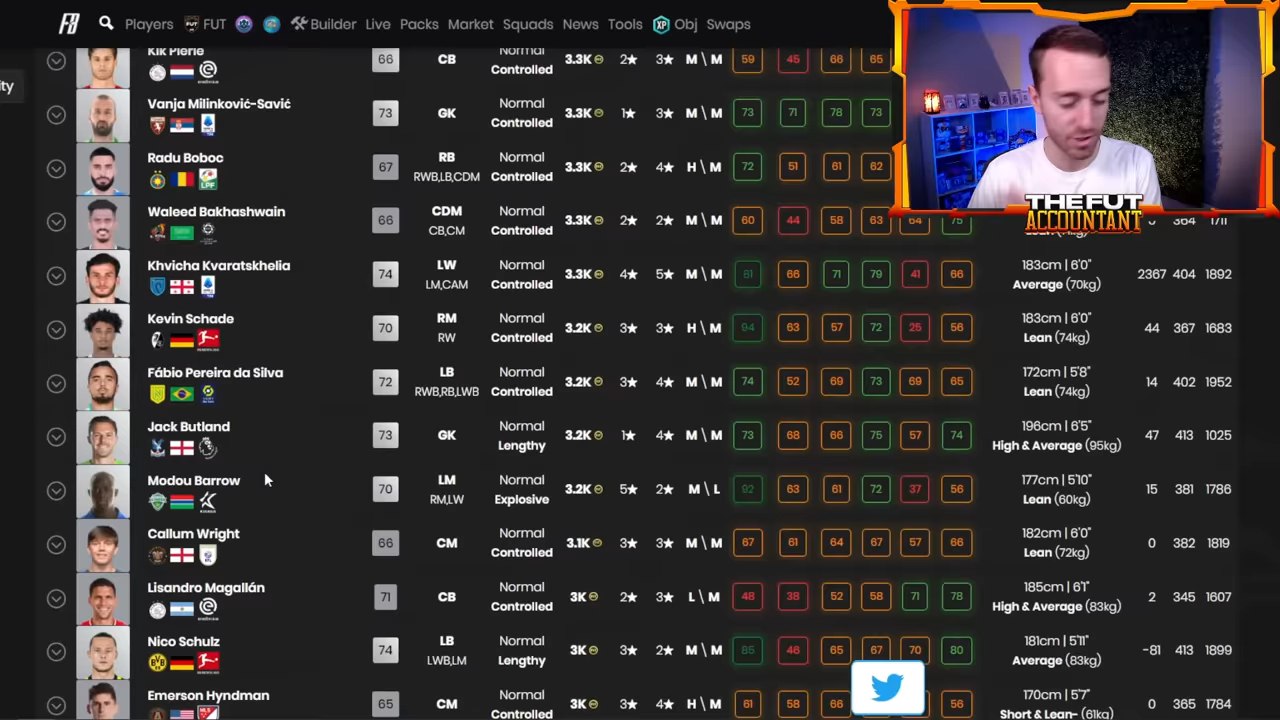 F8 Players FUT Builder Live Packs Market Squads News Tools XP Obj Swaps
ity
THEFUT
ACCOUNTANT
Kik Pierie 66 CB Normal 3.3K 2★ 3★ M \ M 59 45 66 65
Controlled
Vanja Milinković-Savić 73 GK Normal 3.3K 1★ 3★ M \ M 73 71 78 73
Controlled
Radu Boboc 67 RB Normal 3.3K 2★ 4★ H \ M 72 51 61 62
RWB,LB,CDM Controlled
Waleed Bakhashwain 66 CDM Normal 3.3K 2★ 2★ M \ M 60 44 58 63 64 75 364 1711
CB,CM Controlled
Khvicha Kvaratskhelia 74 LW Normal 3.3K 4★ 5★ M \ M 81 66 71 79 41 66 183cm | 6'0" 2367 404 1892
LM,CAM Controlled Average (70kg)
Kevin Schade 70 RM Normal 3.2K 3★ 3★ H \ M 94 63 57 72 25 56 183cm | 6'0" 44 367 1683
RW Controlled Lean (74kg)
Fábio Pereira da Silva 72 LB Normal 3.2K 3★ 4★ M \ M 74 52 69 73 69 65 172cm | 5'8" 14 402 1952
RWB,RB,LWB Controlled Lean (74kg)
Jack Butland 73 GK Normal 3.2K 1★ 4★ M \ M 73 68 66 75 57 74 196cm | 6'5" 47 413 1025
Lengthy High & Average (95kg)
Modou Barrow 70 LM Normal 3.2K 5★ 2★ M \ L 92 63 61 72 37 56 177cm | 5'10" 15 381 1786
RM,LW Explosive Lean (60kg)
Callum Wright 66 CM Normal 3.1K 3★ 3★ M \ M 67 61 64 67 57 66 182cm | 6'0" 0 382 1819
Controlled Lean (72kg)
Lisandro Magallán 71 CB Normal 3K 2★ 3★ L \ M 48 38 52 58 71 78 185cm | 6'1" 2 345 1607
Controlled High & Average (83kg)
Nico Schulz 74 LB Normal 3K 3★ 2★ M \ M 85 46 65 67 70 80 181cm | 5'11" -81 413 1899
LWB,LM Lengthy Average (83kg)
Emerson Hyndman 65 CM Normal 3K 3★ 4★ H \ M 61 58 66 56 170cm | 5'7" 0 365 1784
Controlled Short & Lean- (61kg)